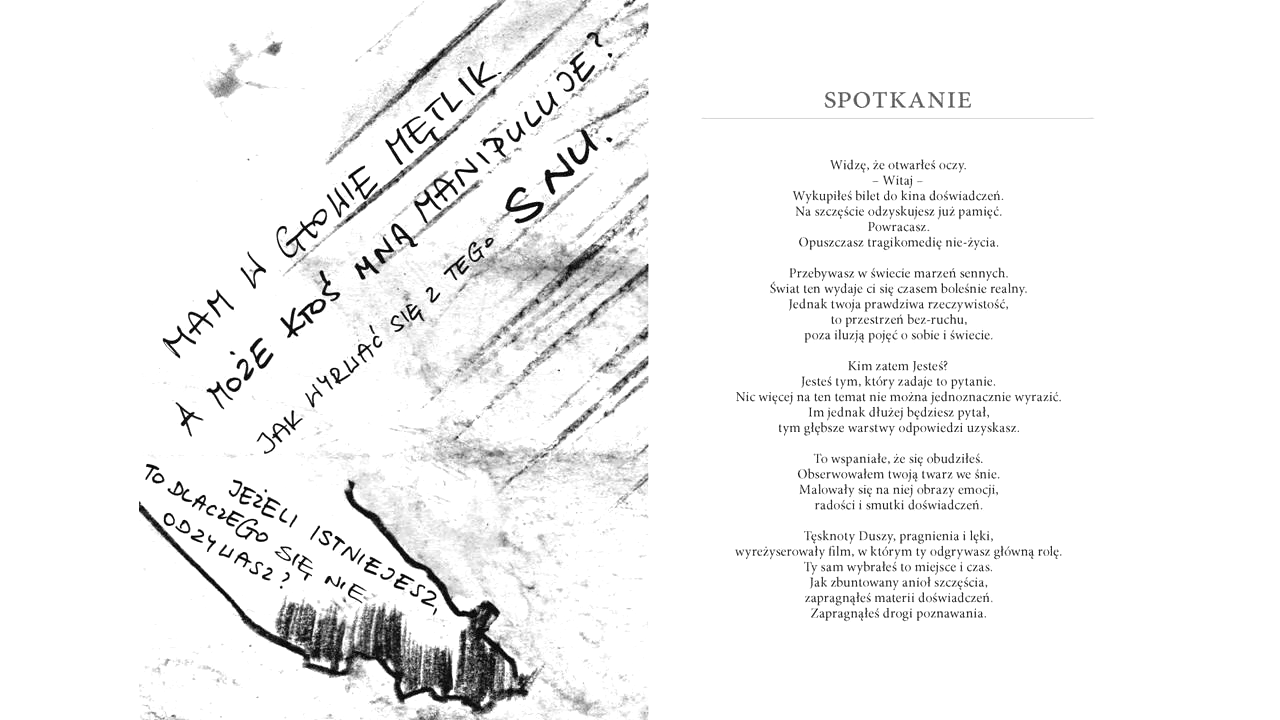 MAM W GŁOWIE MĘTLIK.
A MOŻE KTOŚ MNĄ MANIPULUJE?
JAK WYRWAĆ SIĘ Z TEGO SNU.
JEŻELI ISTNIEJESZ,
TO DLACZEGO SIĘ NIE
ODZYWASZ?
SPOTKANIE
Widzę, że otwarłeś oczy.
– Witaj –
Wykupiłeś bilet do kina doświadczeń.
Na szczęście odzyskujesz już pamięć.
Powracasz.
Opuszczasz tragikomedię nie-życia.
Przebywasz w świecie marzeń sennych.
Świat ten wydaje ci się czasem boleśnie realny.
Jednak twoja prawdziwa rzeczywistość,
to przestrzeń bez-ruchu,
poza iluzją pojęć o sobie i świecie.
Kim zatem Jesteś?
Jesteś tym, który zadaje to pytanie.
Nic więcej na ten temat nie można jednoznacznie wyrazić.
Im jednak dłużej będziesz pytał,
tym głębsze warstwy odpowiedzi uzyskasz.
To wspaniałe, że się obudziłeś.
Obserwowałem twoją twarz we śnie.
Malowały się na niej obrazy emocji,
radości i smutki doświadczeń.
Tęsknoty Duszy, pragnienia i lęki,
wyreżyserowały film, w którym ty odgrywasz główną rolę.
Ty sam wybrałeś to miejsce i czas.
Jak zbuntowany anioł szczęścia,
zapragnąłeś materii doświadczeń.
Zapragnąłeś drogi poznawania.